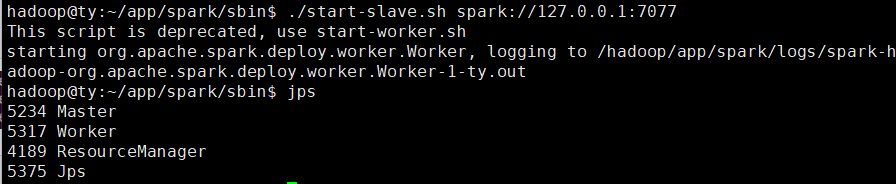 hadoop@ty:~/app/spark/sbin$ ./start-slave.sh spark://127.0.0.1:7077
This script is deprecated, use start-worker.sh
starting org.apache.spark.deploy.worker.Worker, logging to /hadoop/app/spark/logs/spark-h
adoop-org.apache.spark.deploy.worker.Worker-1-ty.out
hadoop@ty:~/app/spark/sbin$ jps
5234 Master
5317 Worker
4189 ResourceManager
5375 Jps